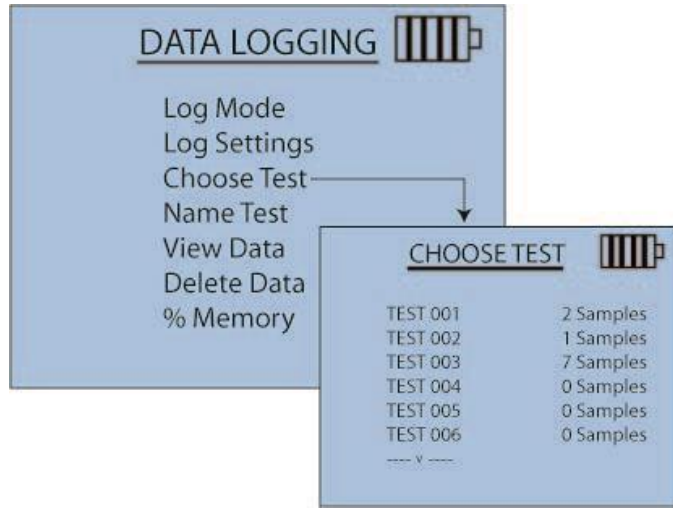 DATA LOGGING
Log Mode
Log Settings
Choose Test
Name Test
View Data
Delete Data
% Memory
CHOOSE TEST
TEST 001 2 Samples
TEST 002 1 Samples
TEST 003 7 Samples
TEST 004 0 Samples
TEST 005 0 Samples
TEST 006 0 Samples
---- v ----